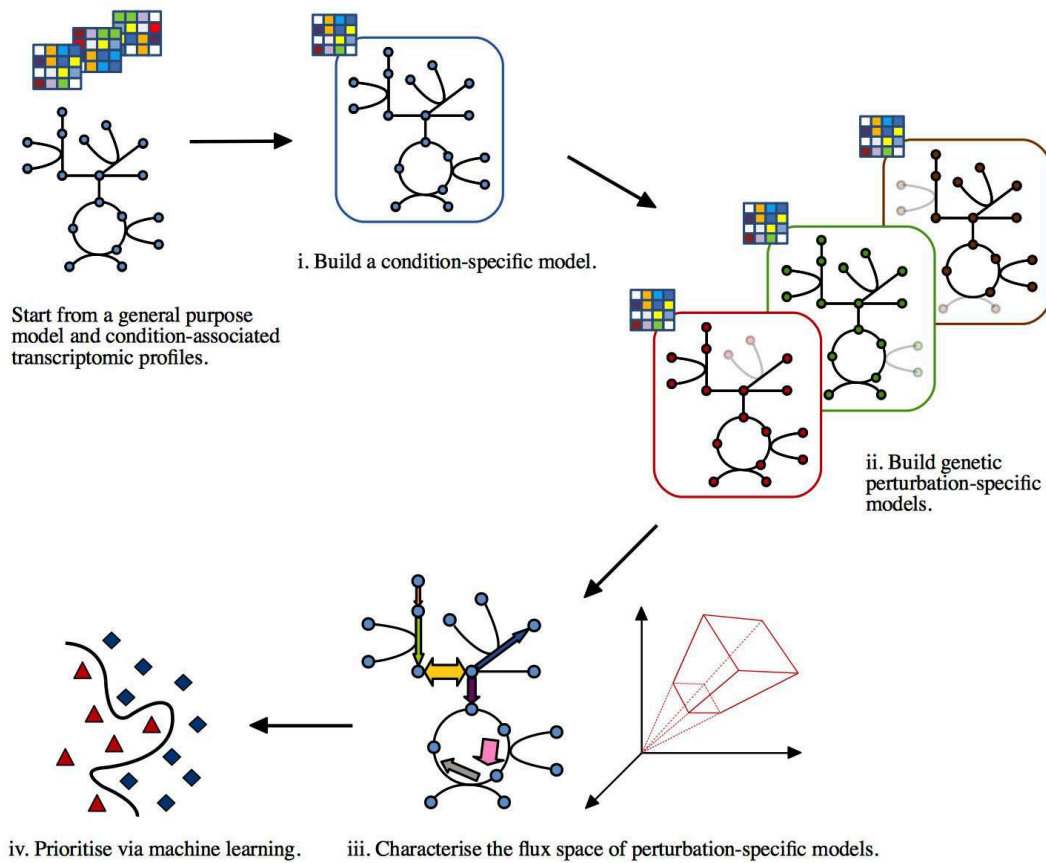 Start from a general purpose
model and condition-associated
transcriptomic profiles.
i. Build a condition-specific model.
ii. Build genetic
perturbation-specific
models.
iii. Characterise the flux space of perturbation-specific models.
iv. Prioritise via machine learning.